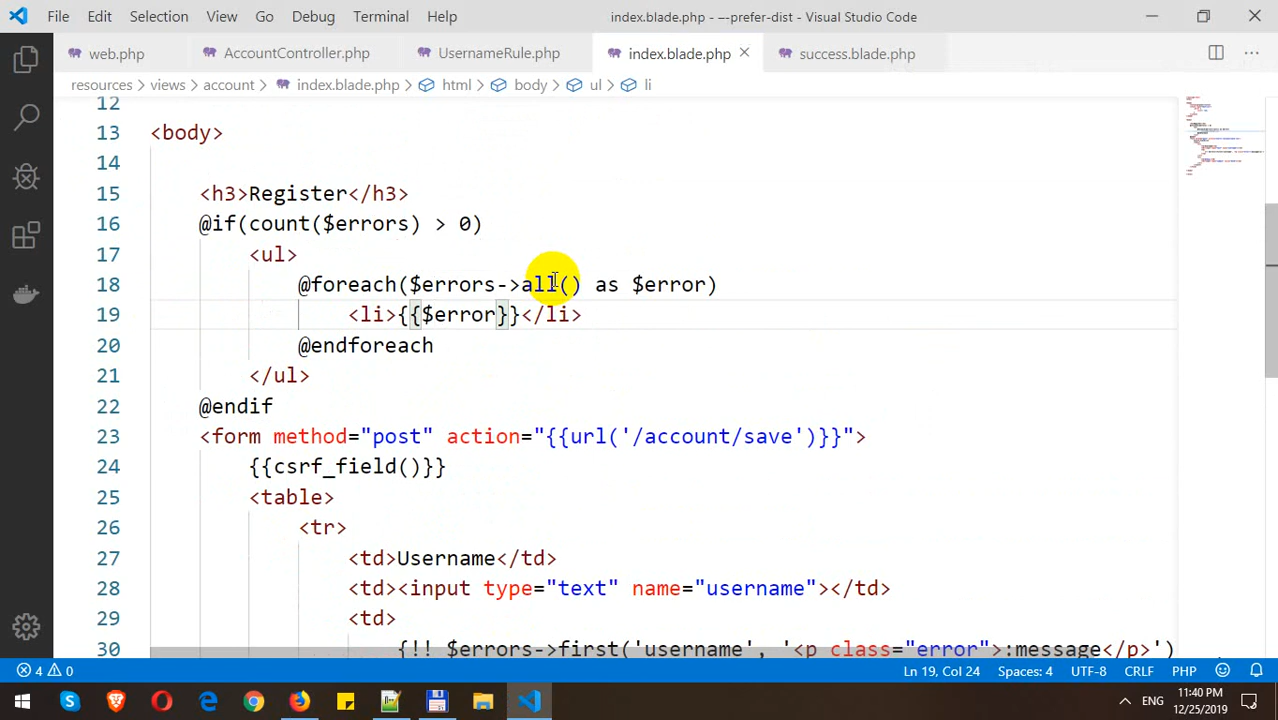 File Edit Selection View Go Debug Terminal Help index.blade.php - --prefer-dist - Visual Studio Code
web.php AccountController.php UsernameRule.php index.blade.php success.blade.php
resources > views > account > index.blade.php > html > body > ul > li
12
13 <body>
14
15 <h3>Register</h3>
16 @if(count($errors) > 0)
17 <ul>
18 @foreach($errors->all() as $error)
19 <li>{{$error}}</li>
20 @endforeach
21 </ul>
22 @endif
23 <form method="post" action="{{url('/account/save')}}">
24 {{csrf_field()}}
25 <table>
26 <tr>
27 <td>Username</td>
28 <td><input type="text" name="username"></td>
29 <td>
30 {!! $errors->first('username', '<p class="error">:message</p>')
4 0 Ln 19, Col 24 Spaces: 4 UTF-8 CRLF PHP
ENG 11:40 PM
12/25/2019